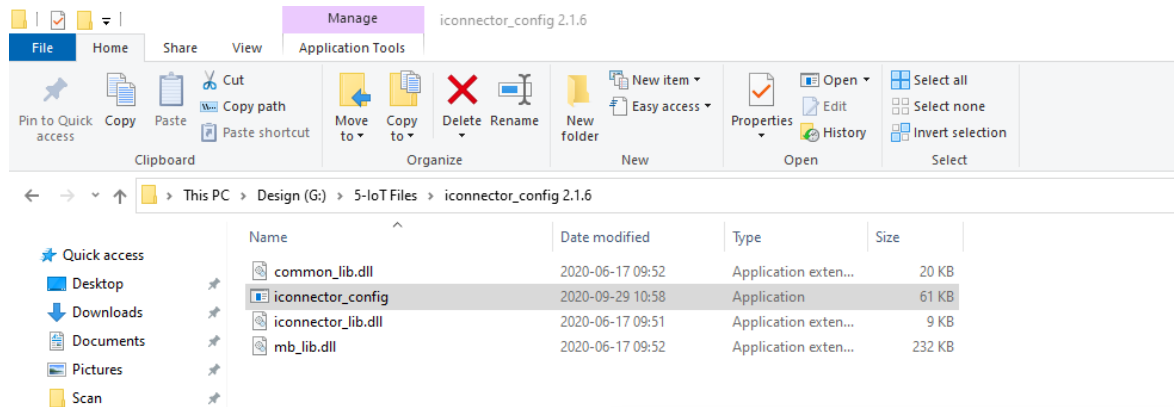 Manage
iconnector_config 2.1.6
File Home Share View Application Tools
Pin to Quick access
Copy
Paste
Cut
Copy path
Paste shortcut
Clipboard
Move to
Copy to
Delete
Rename
Organize
New folder
New item
Easy access
New
Properties
Open
Edit
History
Open
Select all
Select none
Invert selection
Select
This PC > Design (G:) > 5-IoT Files > iconnector_config 2.1.6
Quick access
Desktop
Downloads
Documents
Pictures
Scan
Name Date modified Type Size
common_lib.dll 2020-06-17 09:52 Application exten... 20 KB
iconnector_config 2020-09-29 10:58 Application 61 KB
iconnector_lib.dll 2020-06-17 09:51 Application exten... 9 KB
mb_lib.dll 2020-06-17 09:52 Application exten... 232 KB